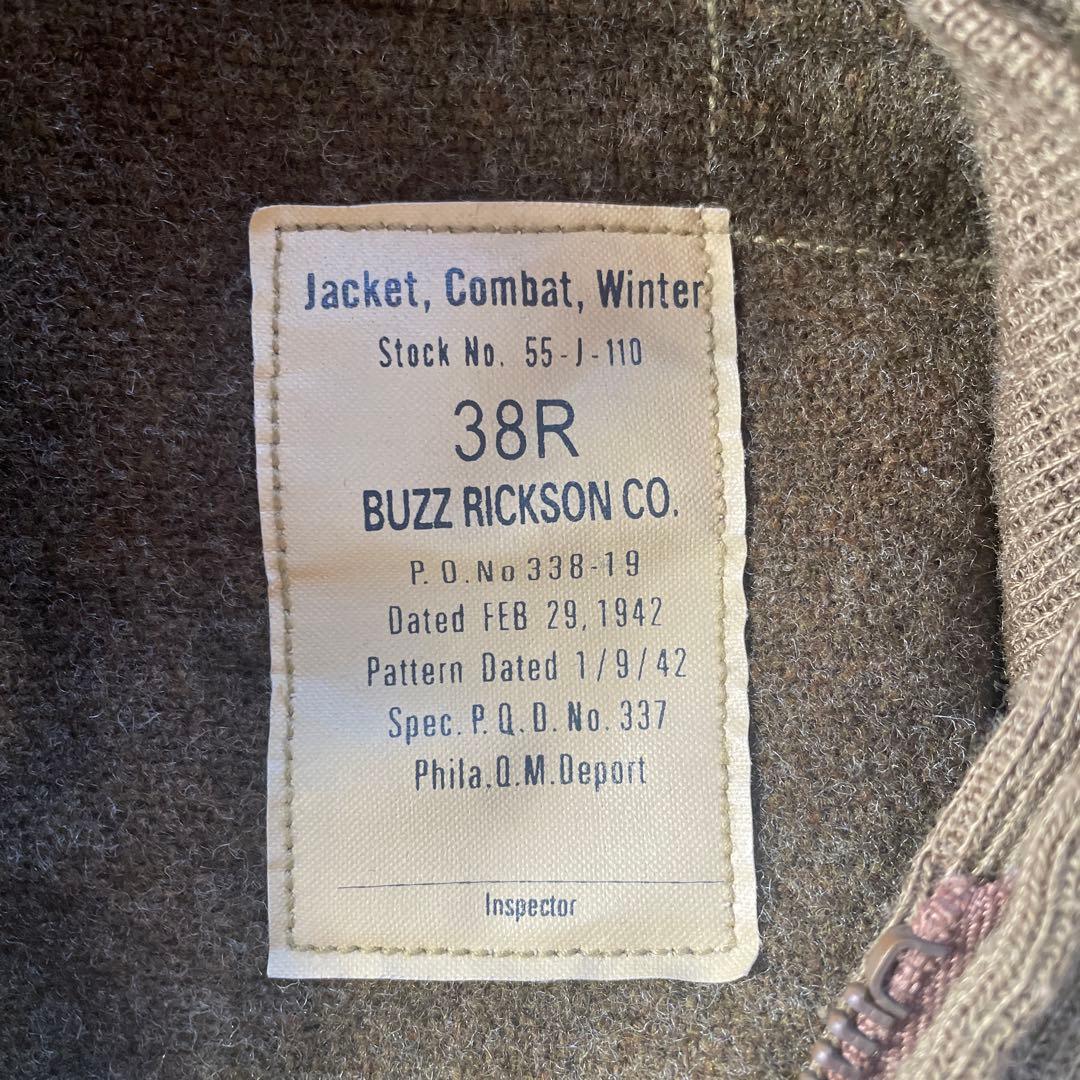 Jacket, Combat, Winter
Stock No. 55-J-110
38R
BUZZ RICKSON CO.
P.O.No 338-19
Dated FEB 29, 1942
Pattern Dated 1/9/42
Spec. P.Q.D. No. 337
Phila,Q.M.Deport
Inspector